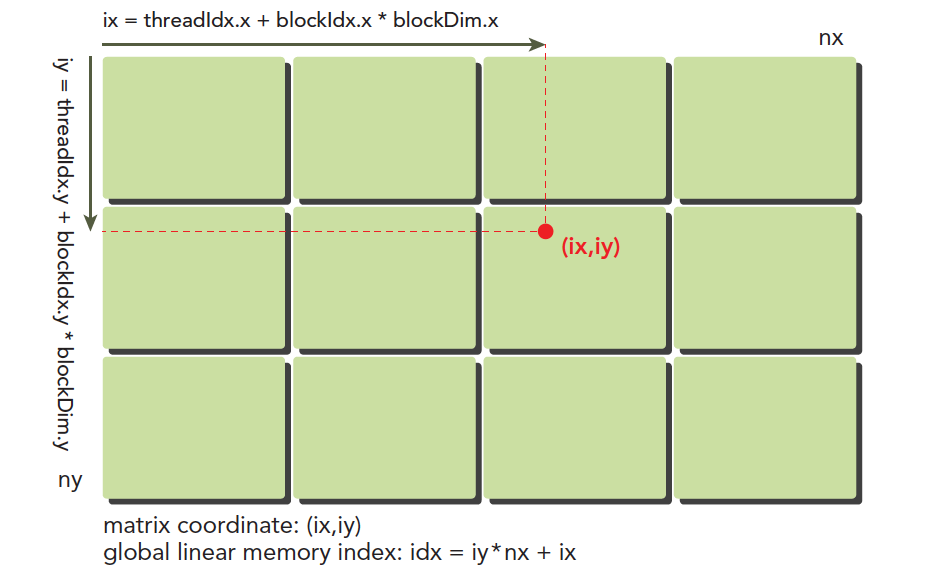 ix = threadIdx.x + blockIdx.x * blockDim.x
nx
iy = threadIdx.y + blockIdx.y * blockDim.y
(ix,iy)
ny
matrix coordinate: (ix,iy)
global linear memory index: idx = iy*nx + ix